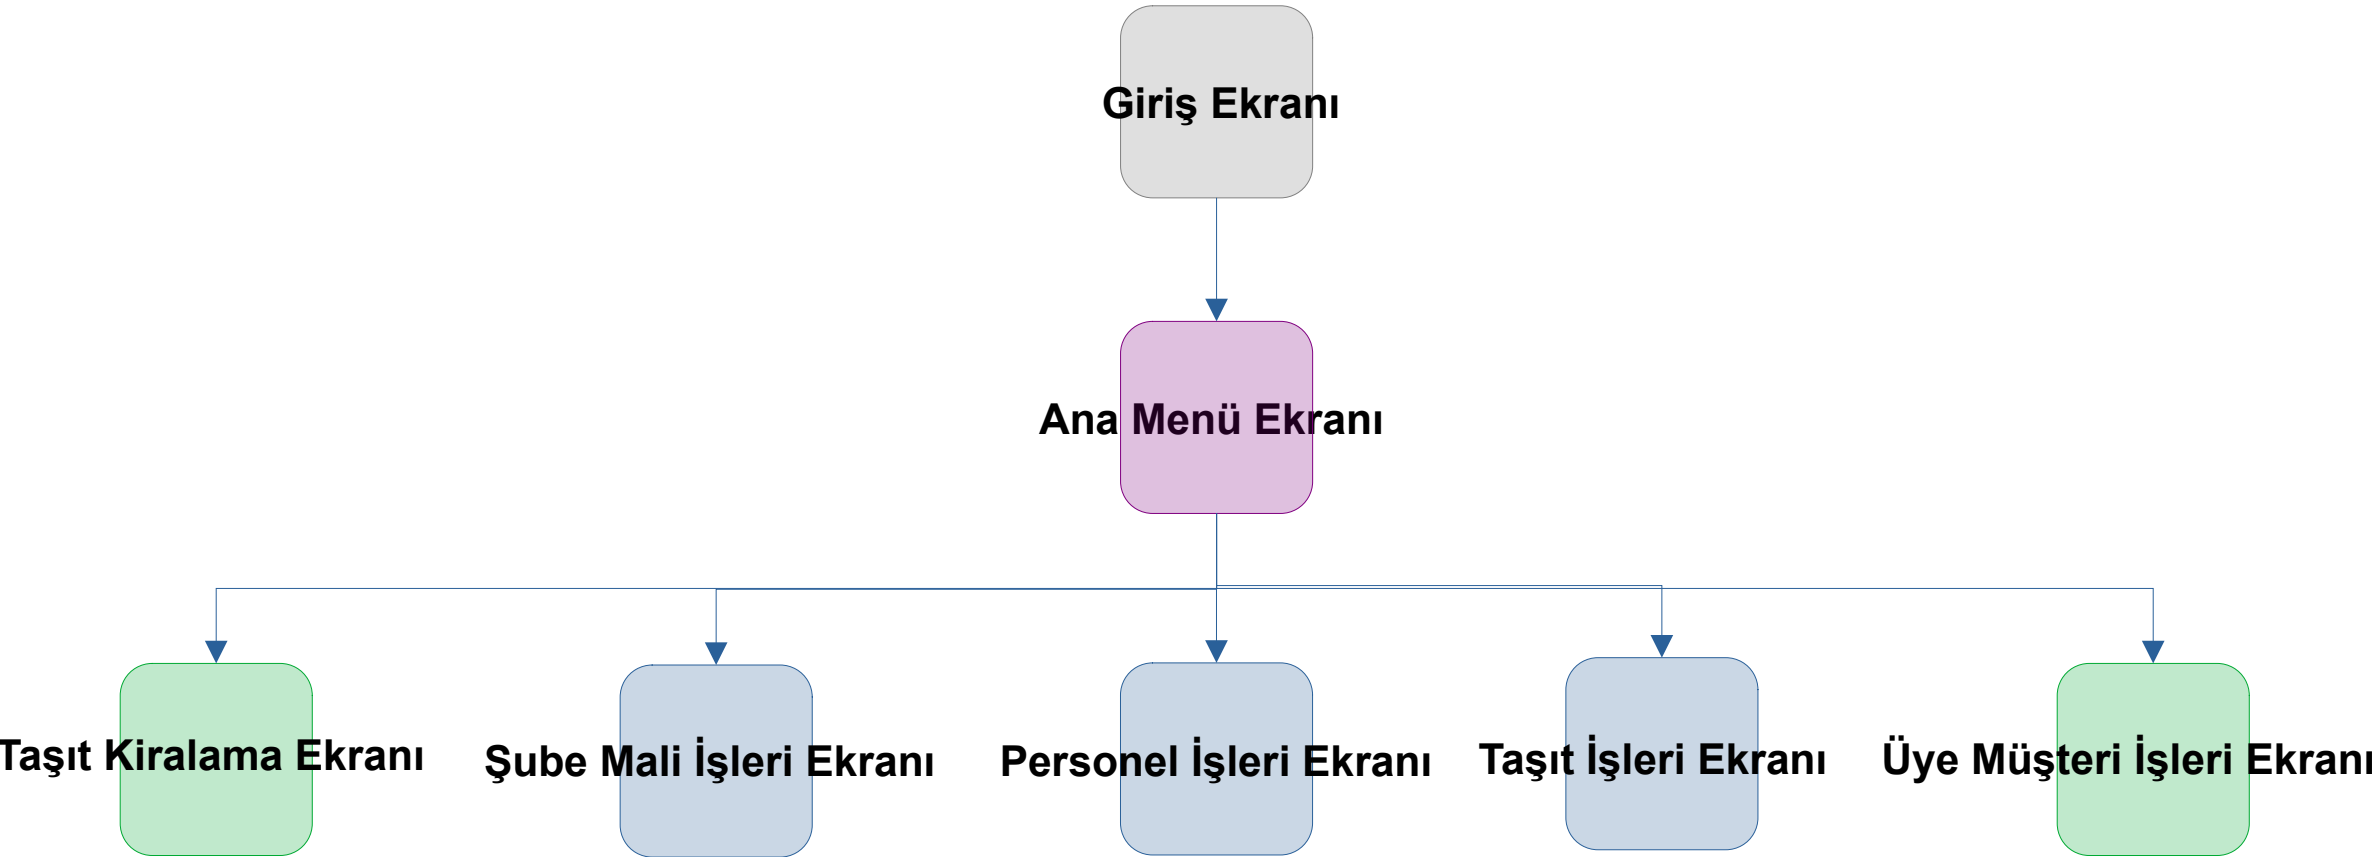 Giriş Ekranı
Ana Menü Ekranı
Taşıt Kiralama Ekranı
Şube Mali İşleri Ekranı
Personel İşleri Ekranı
Taşıt İşleri Ekranı
Üye Müşteri İşleri Ekranı